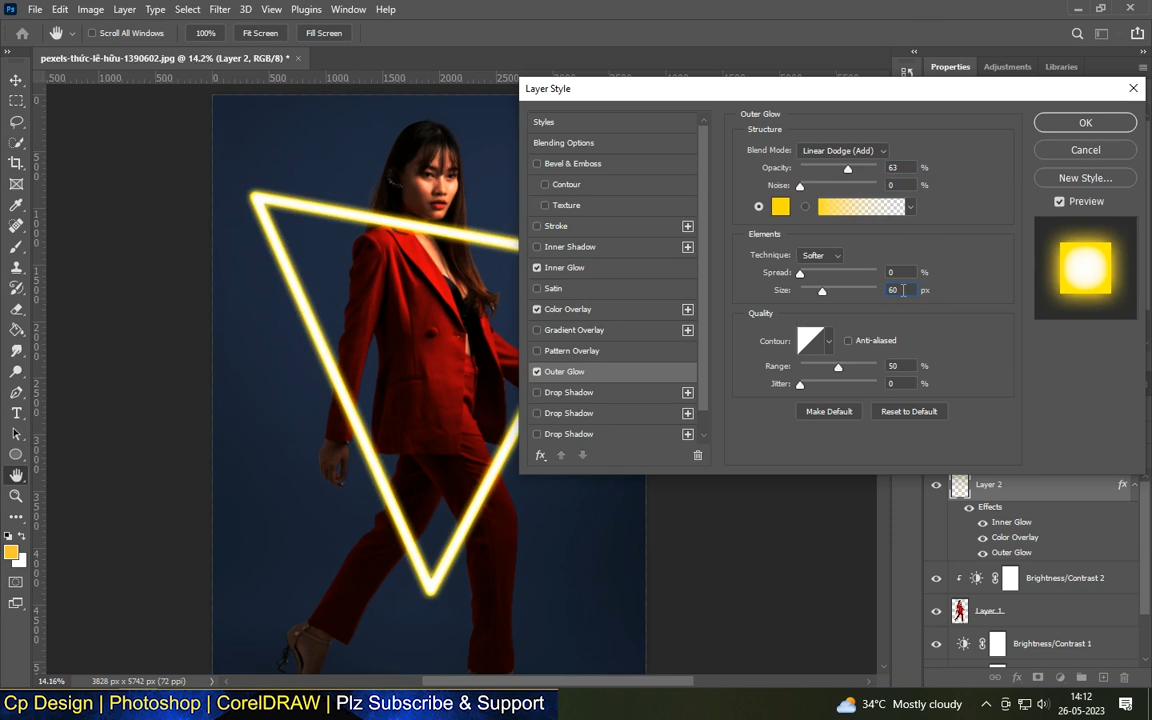 Ps File Edit Image Layer Type Select Filter 3D View Plugins Window Help
Scroll All Windows 100% Fit Screen Fill Screen
pexels-thức-lê-hữu-1390602.jpg @ 14.2% (Layer 2, RGB/8*) * ×
Properties Adjustments Libraries
Layer Style
Styles
Blending Options
Bevel & Emboss
Contour
Texture
Stroke
Inner Shadow
Inner Glow
Satin
Color Overlay
Gradient Overlay
Pattern Overlay
Outer Glow
Drop Shadow
Drop Shadow
Drop Shadow
fx
Outer Glow
Structure
Blend Mode: Linear Dodge (Add)
Opacity: 63 %
Noise: 0 %
Elements
Technique: Softer
Spread: 0 %
Size: 60 px
Quality
Contour: Anti-aliased
Range: 50 %
Jitter: 0 %
Make Default Reset to Default
OK
Cancel
New Style...
Preview
Layer 2 fx
Effects
Inner Glow
Color Overlay
Outer Glow
Brightness/Contrast 2
Layer 1
Brightness/Contrast 1
14.16% 3828 px x 5742 px (72 ppi)
Cp Design | Photoshop | CorelDRAW | Plz Subscribe & Support
34°C Mostly cloudy
14:12
26-05-2023